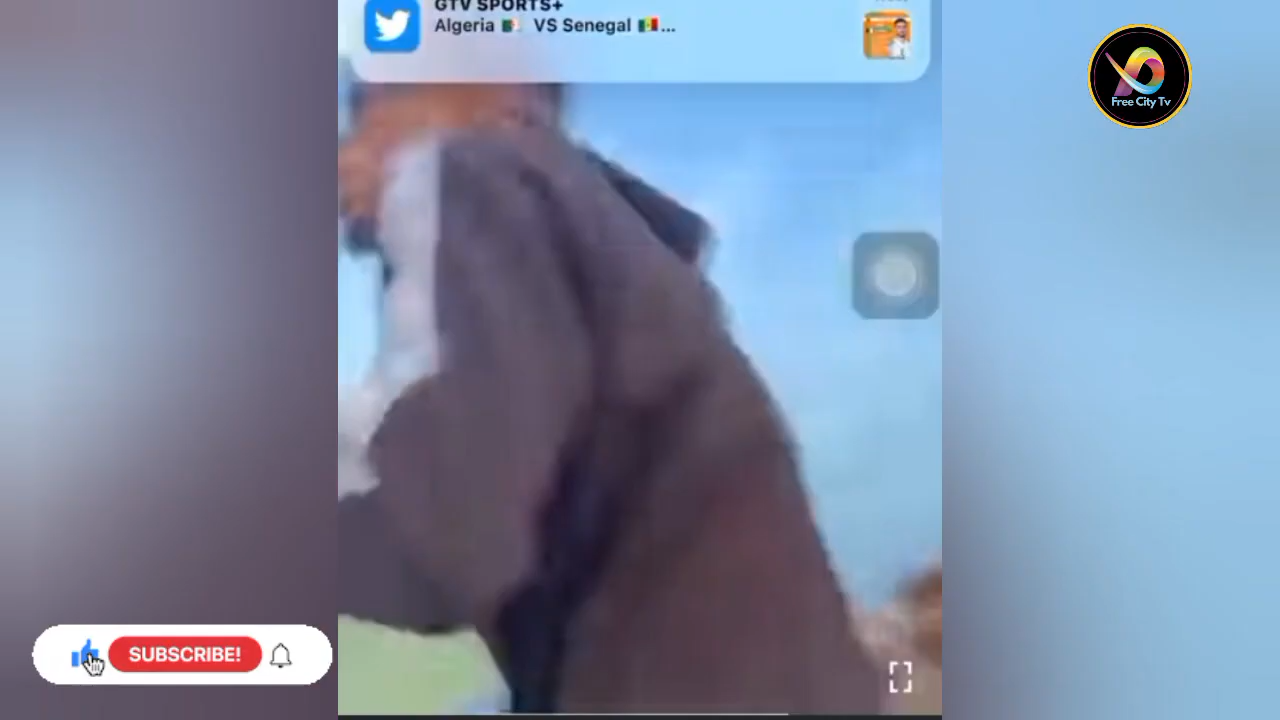 GTV SPORTS+
Algeria 🇩🇿 VS Senegal 🇸🇳...
Free City Tv
SUBSCRIBE!